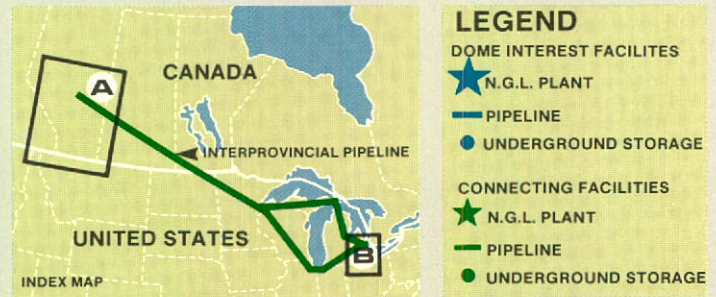 A
CANADA
INTERPROVINCIAL PIPELINE
UNITED STATES
B
INDEX MAP
LEGEND
DOME INTEREST FACILITES
N.G.L. PLANT
PIPELINE
UNDERGROUND STORAGE
CONNECTING FACILITIES
N.G.L. PLANT
PIPELINE
UNDERGROUND STORAGE